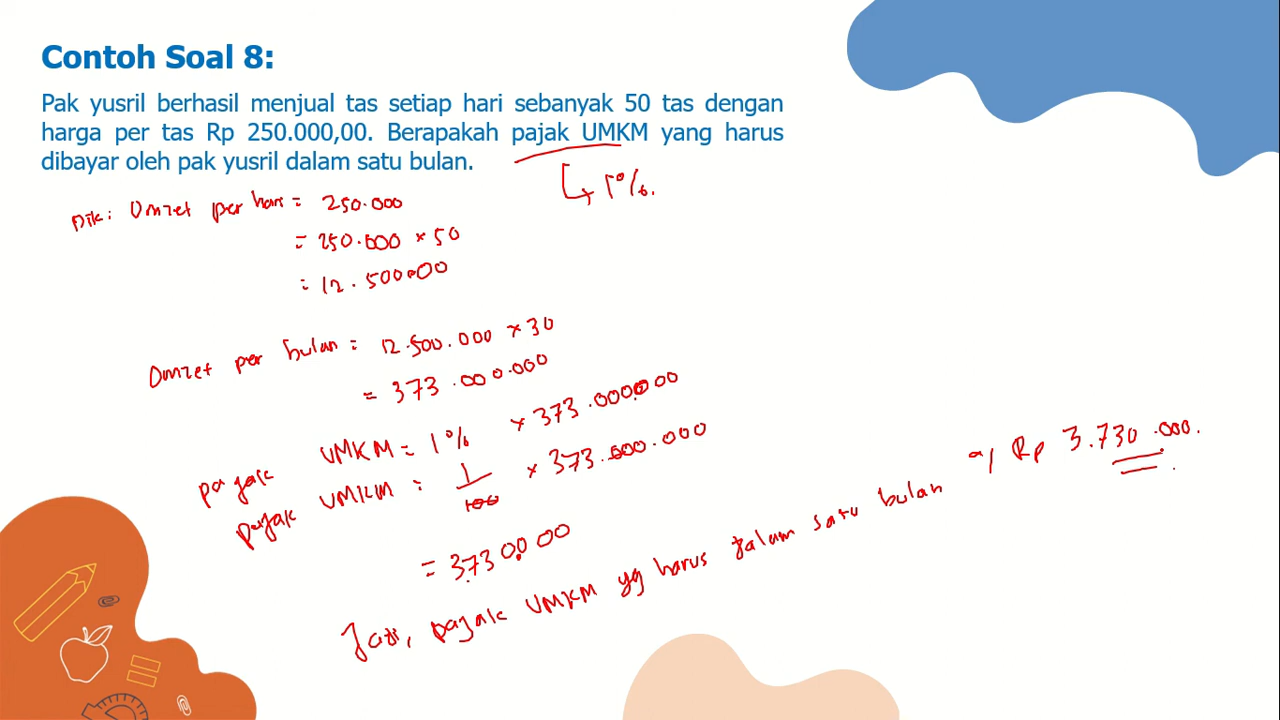 Contoh Soal 8:
Pak yusril berhasil menjual tas setiap hari sebanyak 50 tas dengan
harga per tas Rp 250.000,00. Berapakah pajak UMKM yang harus
dibayar oleh pak yusril dalam satu bulan.
↳ 1%.
Dik: Omzet per hari = 250.000
= 250.000 × 50
= 12.500.000
Omzet per bulan = 12.500.000 × 30
= 373.000.000
pajak UMKM = 1% × 373.000.000
pajak UMKM = 1/100 × 373.000.000
= 3.730.000
Jadi, pajak UMKM yg harus dalam satu bulan Rp 3.730.000.